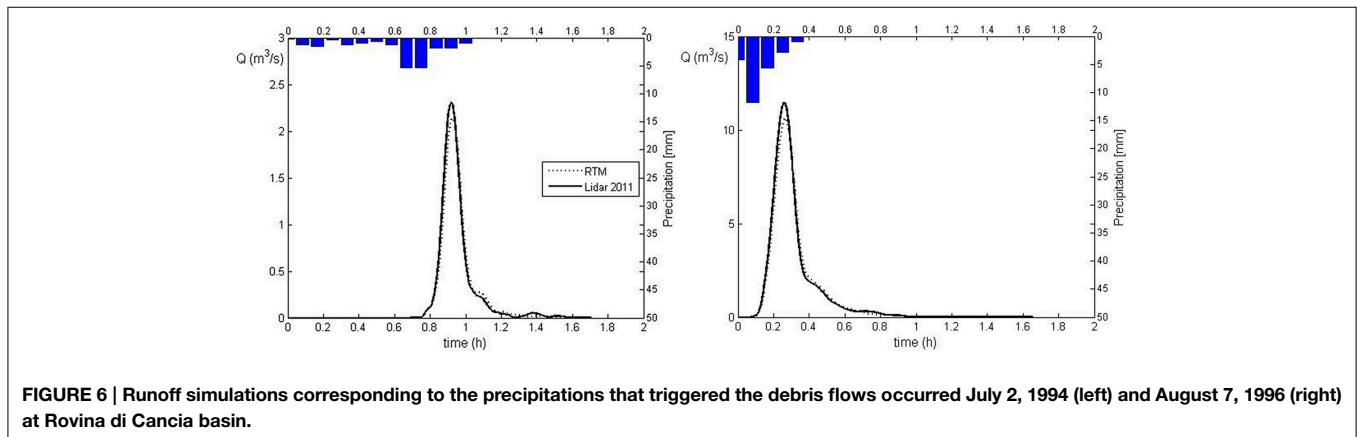 0 0.2 0.4 0.6 0.8 1 1.2 1.4 1.6 1.8 2
3
2.5
2
1.5
1
0.5
0
Q (m³/s)
0
5
10
15
20
25
30
35
40
45
50
Precipitation [mm]
RTM
Lidar 2011
0 0.2 0.4 0.6 0.8 1 1.2 1.4 1.6 1.8 2
time (h)
0 0.2 0.4 0.6 0.8 1 1.2 1.4 1.6 1.8 2
15
10
5
0
Q (m³/s)
0
5
10
15
20
25
30
35
40
45
50
Precipitation [mm]
0 0.2 0.4 0.6 0.8 1 1.2 1.4 1.6 1.8 2
time (h)
FIGURE 6 | Runoff simulations corresponding to the precipitations that triggered the debris flows occurred July 2, 1994 (left) and August 7, 1996 (right)
at Rovina di Cancia basin.